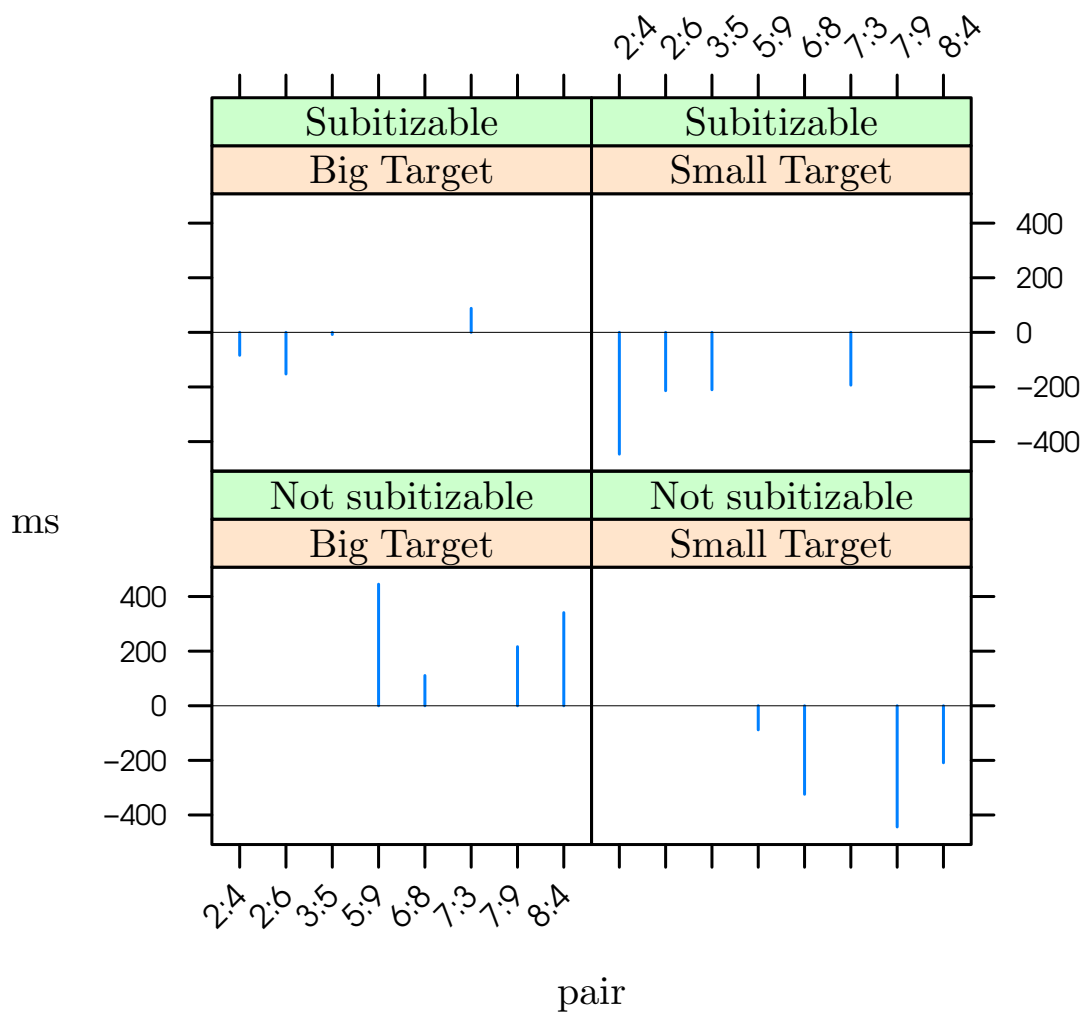 2:4 2:6 3:5 5:9 6:8 7:3 7:9 8:4
Subitizable Subitizable
Big Target Small Target
400
200
0
−200
−400
Not subitizable Not subitizable
Big Target Small Target
ms
400
200
0
−200
−400
2:4 2:6 3:5 5:9 6:8 7:3 7:9 8:4
pair